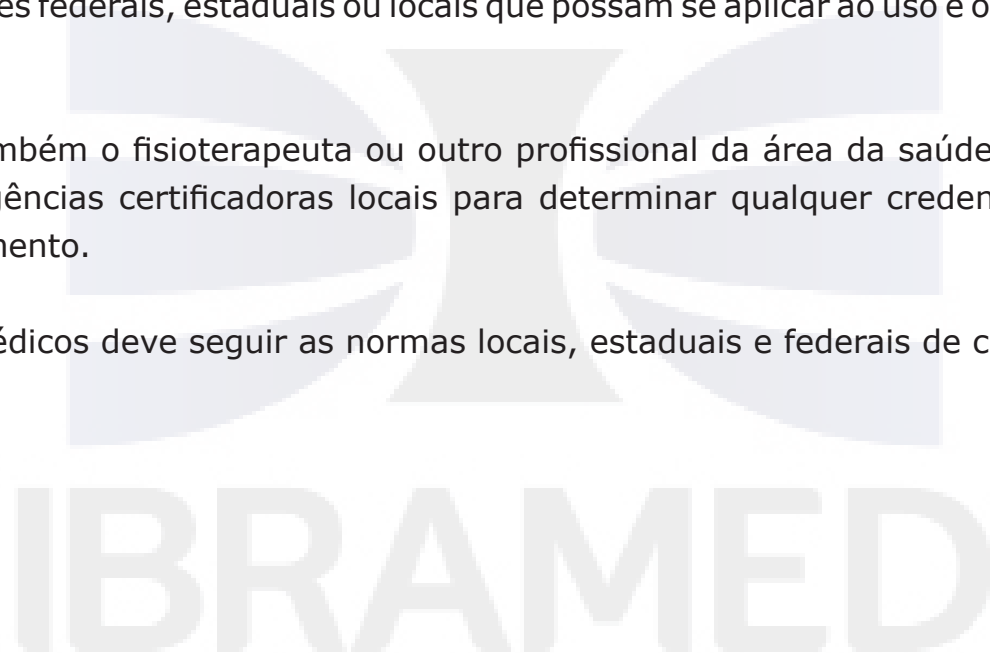 es federais, estaduais ou locais que possam se aplicar ao uso e o
mbém o fisioterapeuta ou outro profissional da área da saúde
gências certificadoras locais para determinar qualquer creden
mento.
édicos deve seguir as normas locais, estaduais e federais de c
IBRAMED